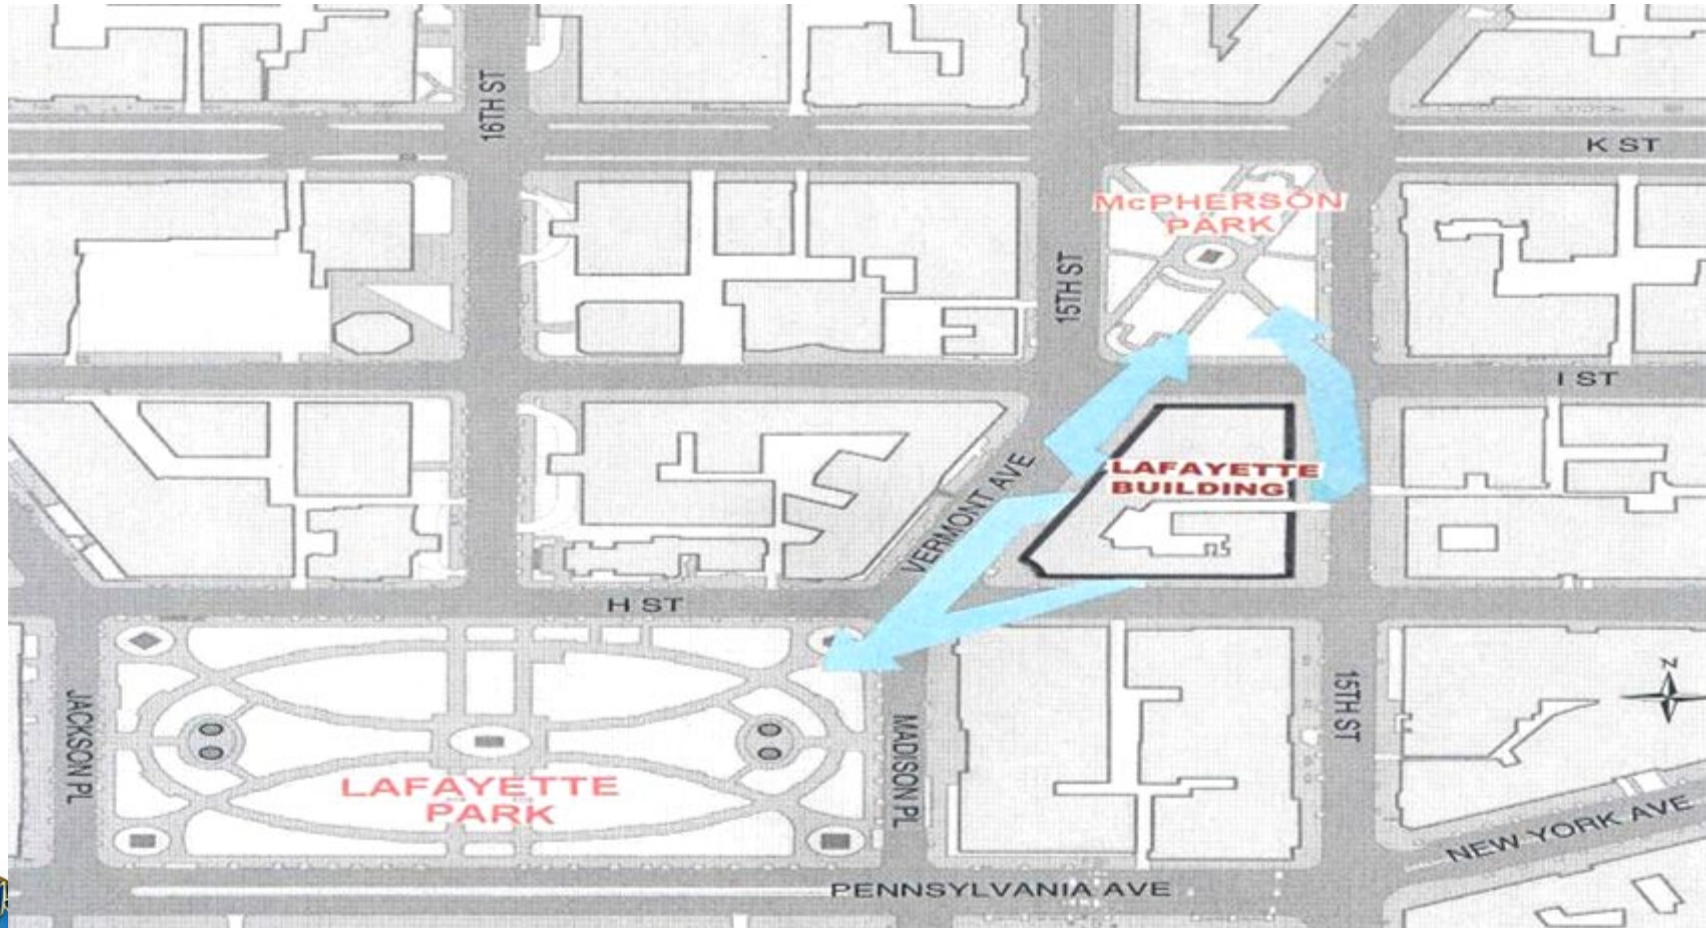 16TH ST
K ST
McPHERSON
PARK
15TH ST
I ST
LAFAYETTE
BUILDING
VERMONT AVE
H ST
N
JACKSON PL
MADISON PL
15TH ST
LAFAYETTE
PARK
NEW YORK AVE
PENNSYLVANIA AVE